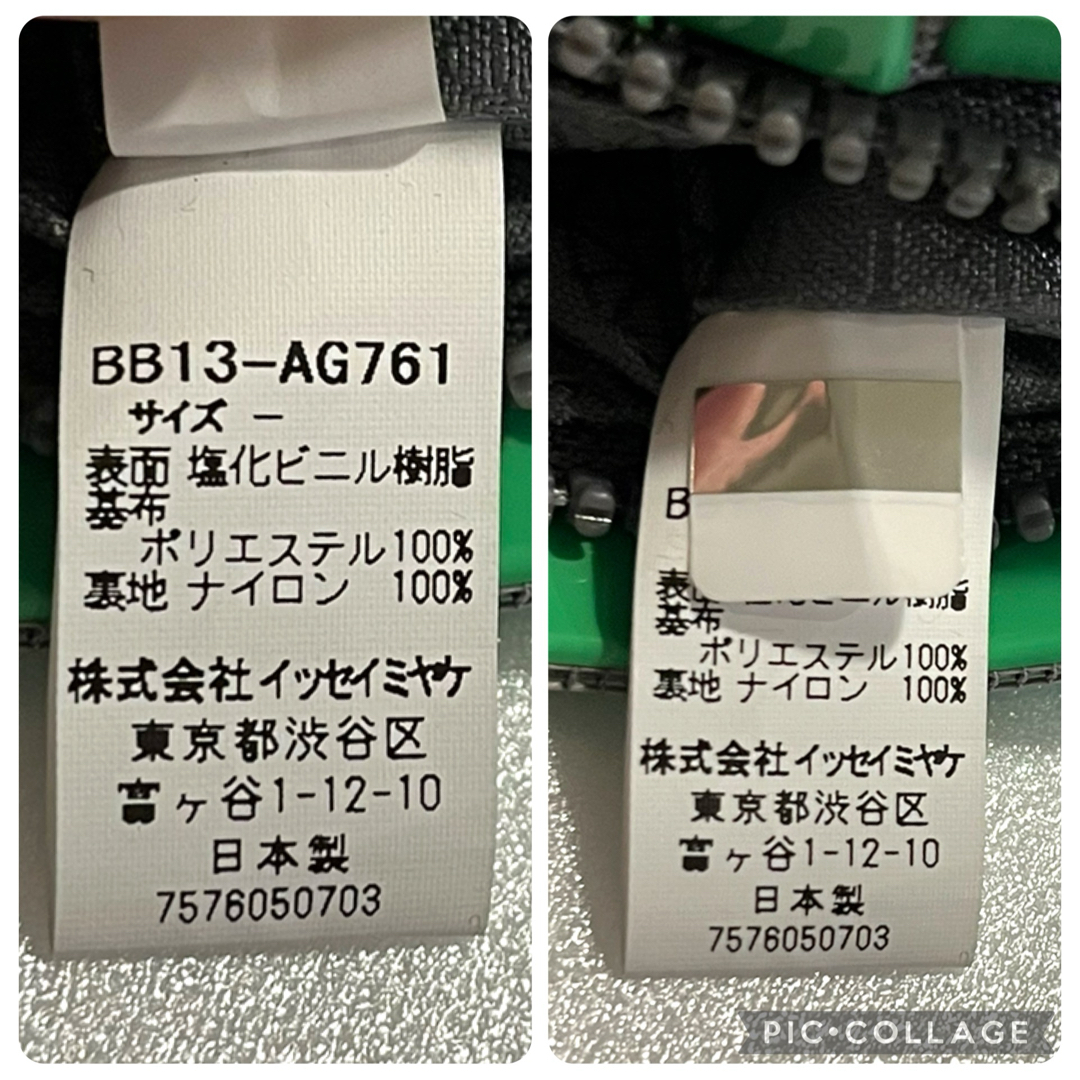 BB13-AG761
サイズ －
表面 塩化ビニル樹脂
基布
ポリエステル100%
裏地 ナイロン 100%
株式会社イッセイミヤケ
東京都渋谷区
富ヶ谷1-12-10
日本製
7576050703
B
基布
ポリエステル100%
裏地 ナイロン 100%
株式会社イッセイミヤケ
東京都渋谷区
富ヶ谷1-12-10
日本製
7576050703
PIC•COLLAGE